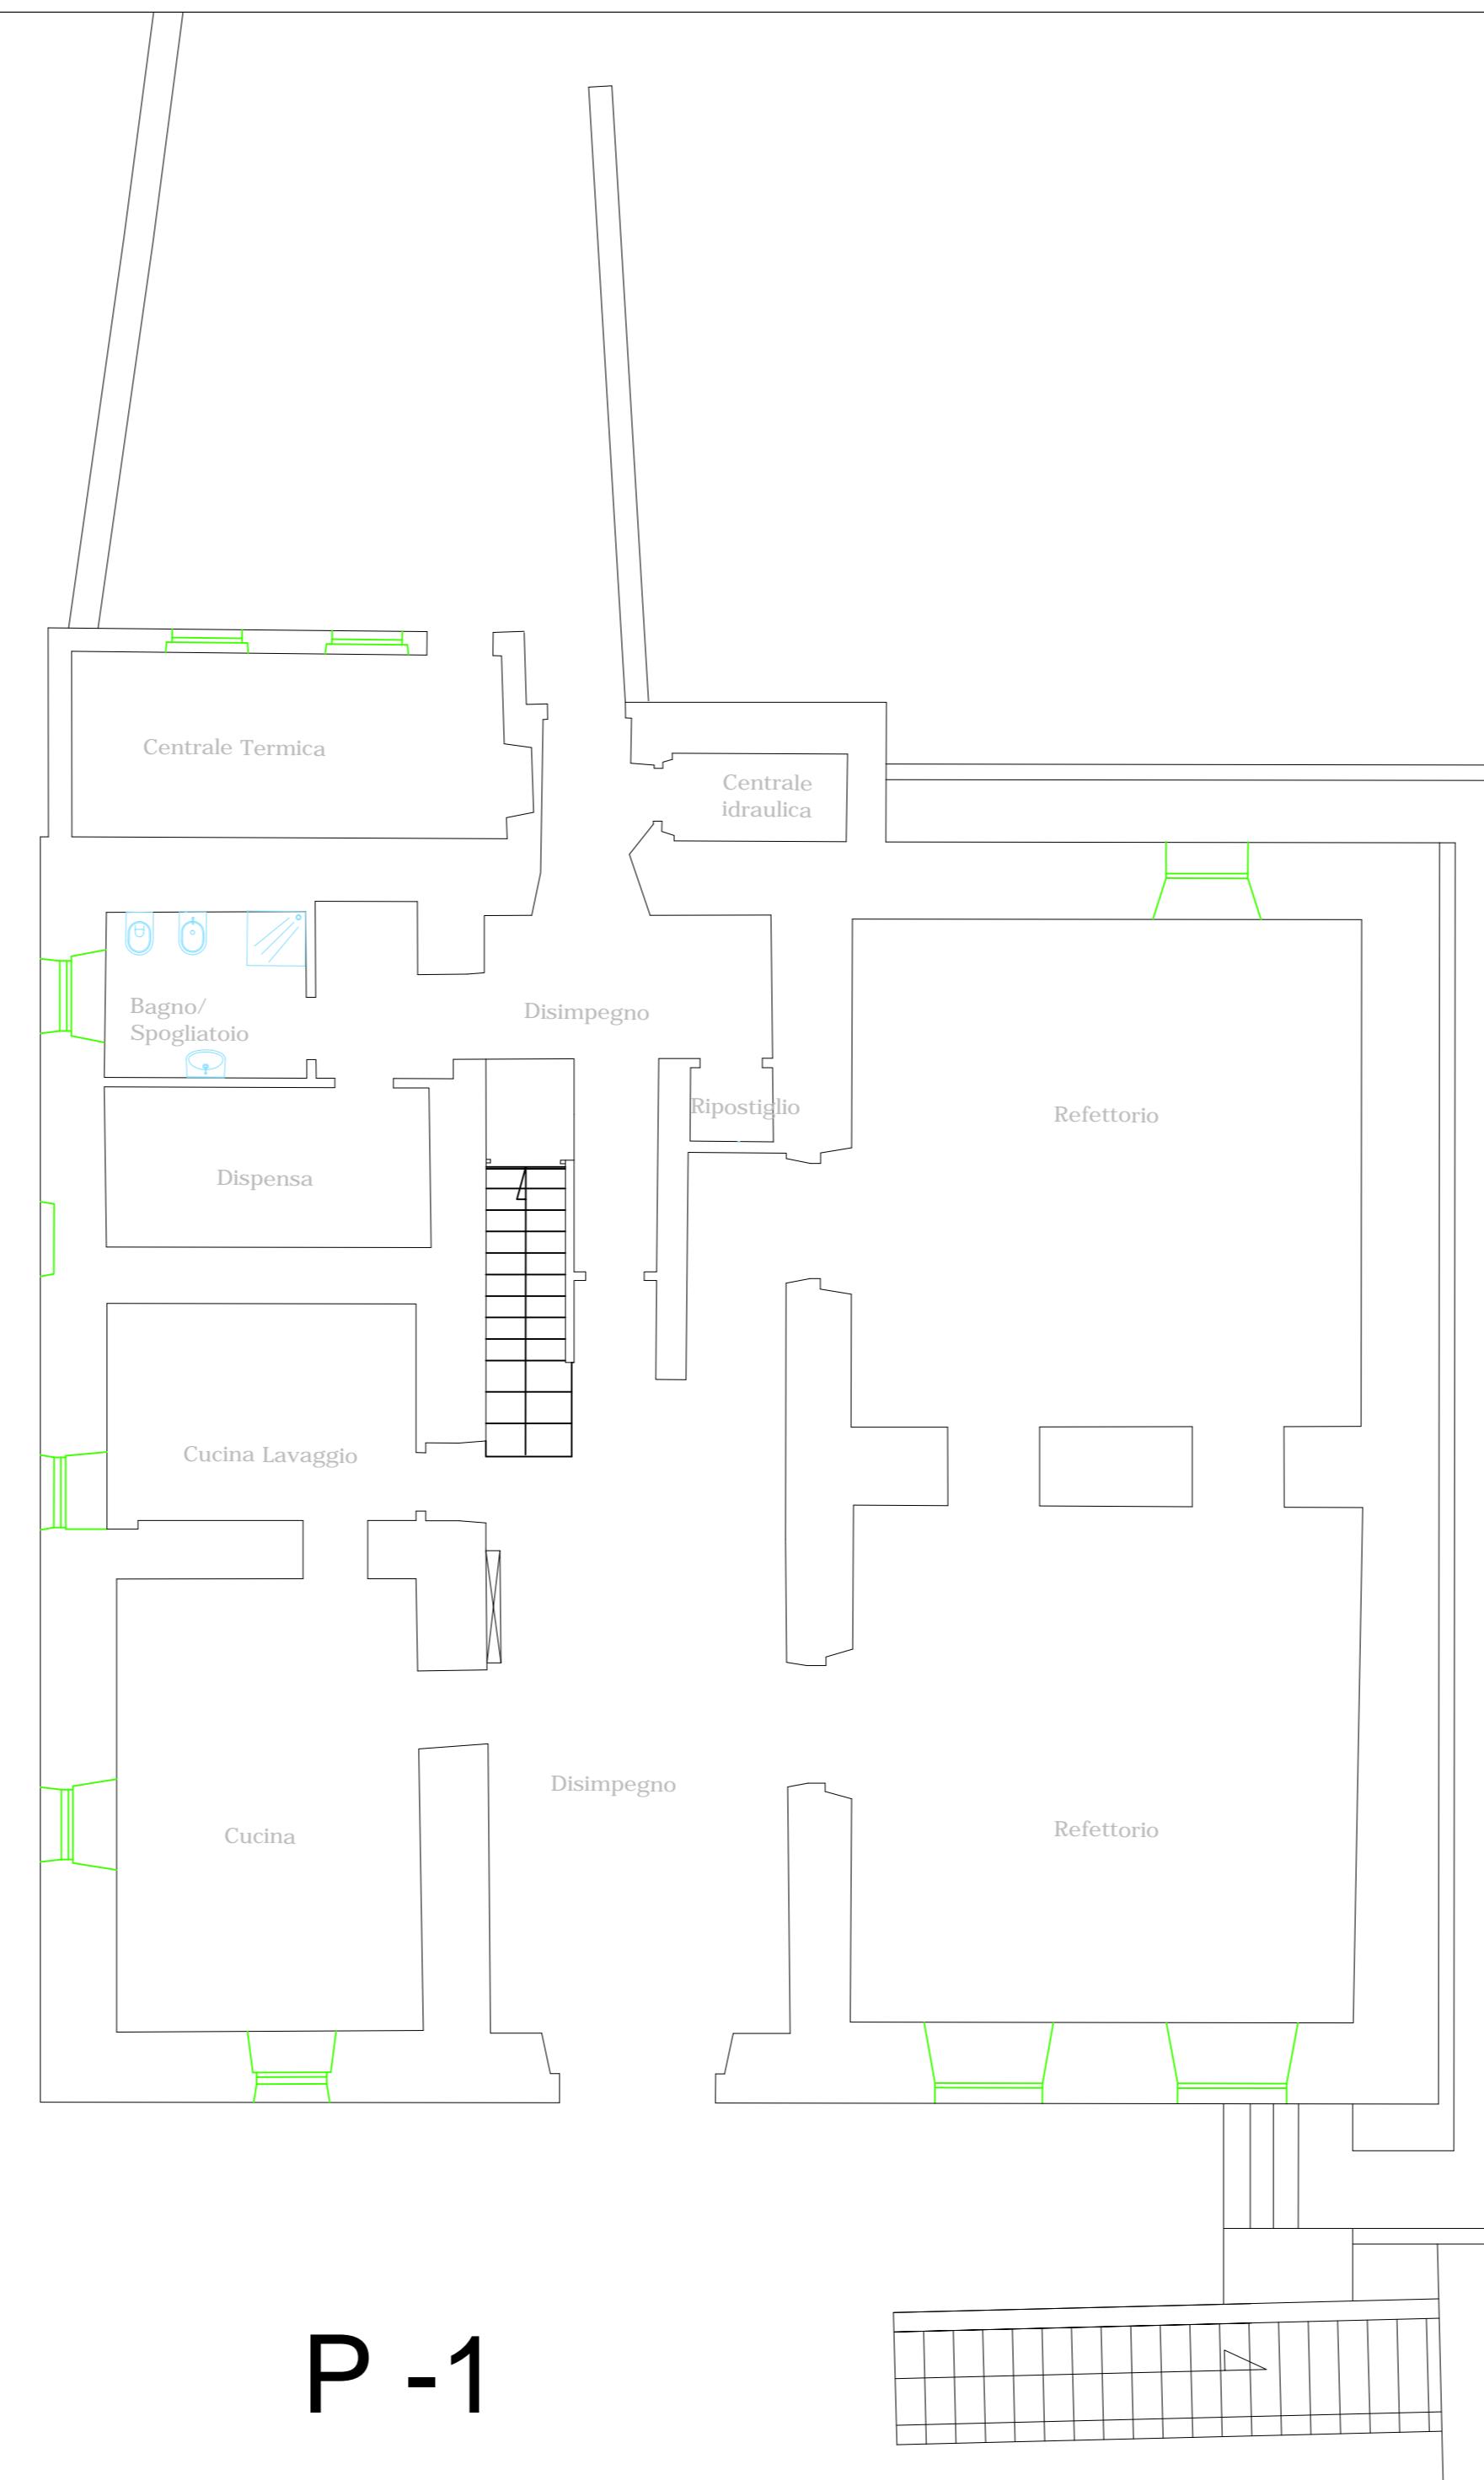 Centrale Termica
Centrale
idraulica
Bagno/
Spogliatoio
Disimpegno
Ripostiglio
Refettorio
Dispensa
Cucina Lavaggio
Disimpegno
Cucina
Refettorio
P -1